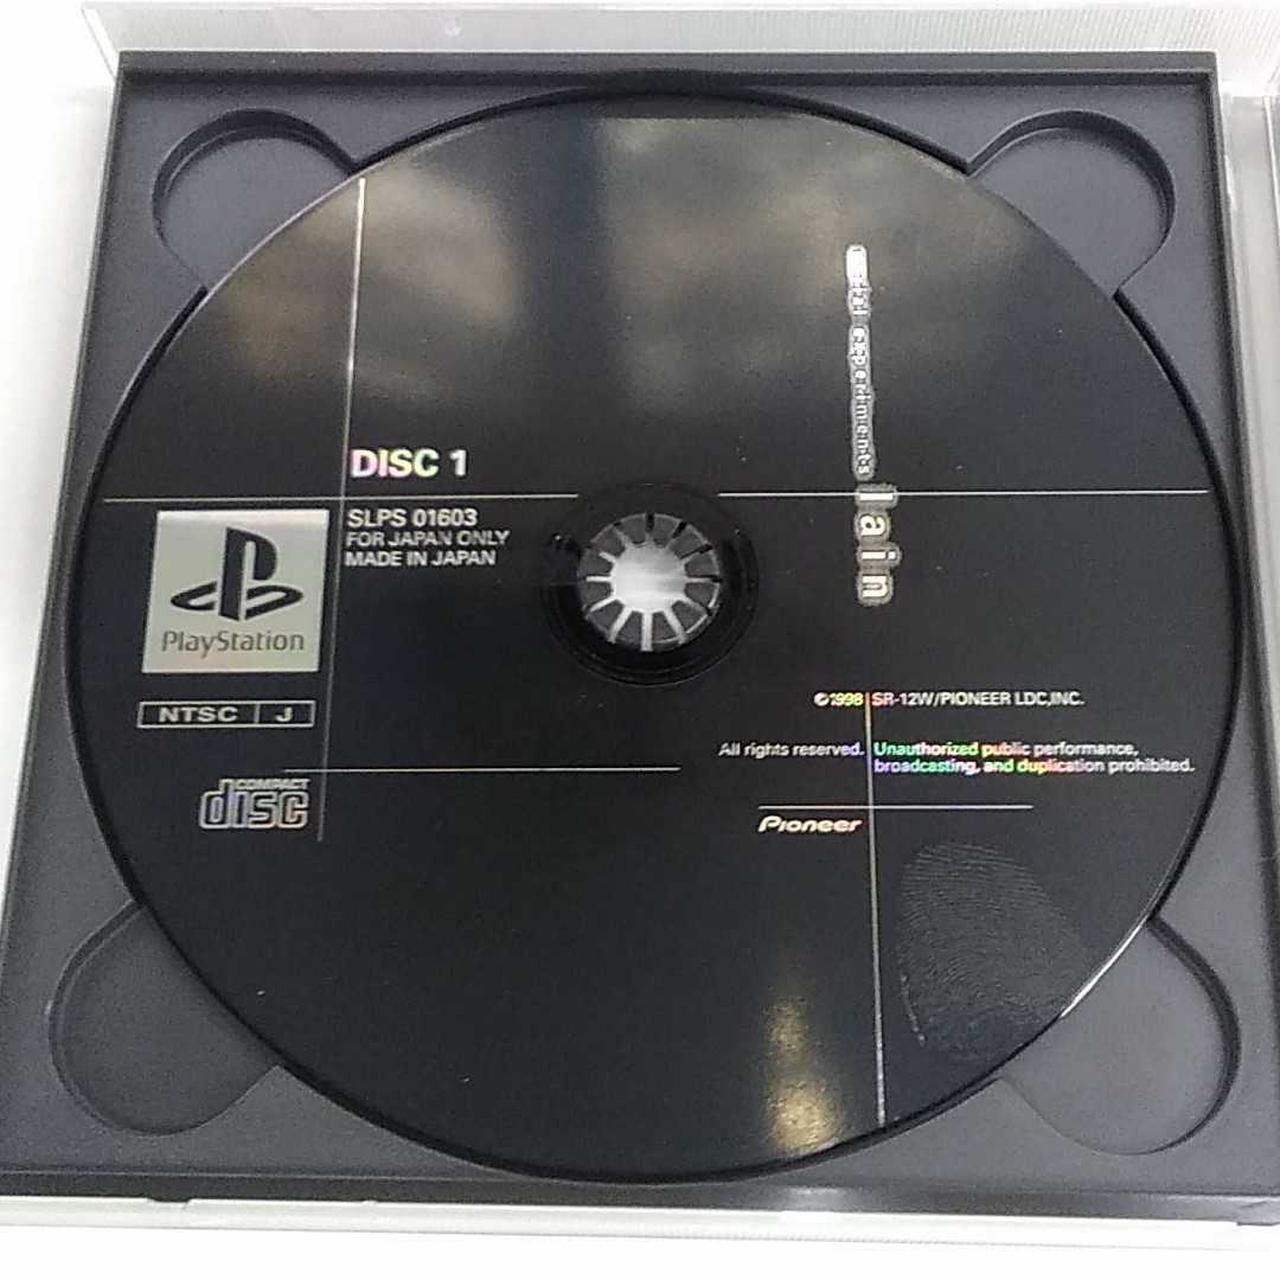 serial experiments
lain
DISC 1
SLPS 01603
FOR JAPAN ONLY
MADE IN JAPAN
PlayStation
NTSC J
COMPACT
disc
©1998 SR-12W/PIONEER LDC,INC.
All rights reserved. Unauthorized public performance,
broadcasting, and duplication prohibited.
Pioneer